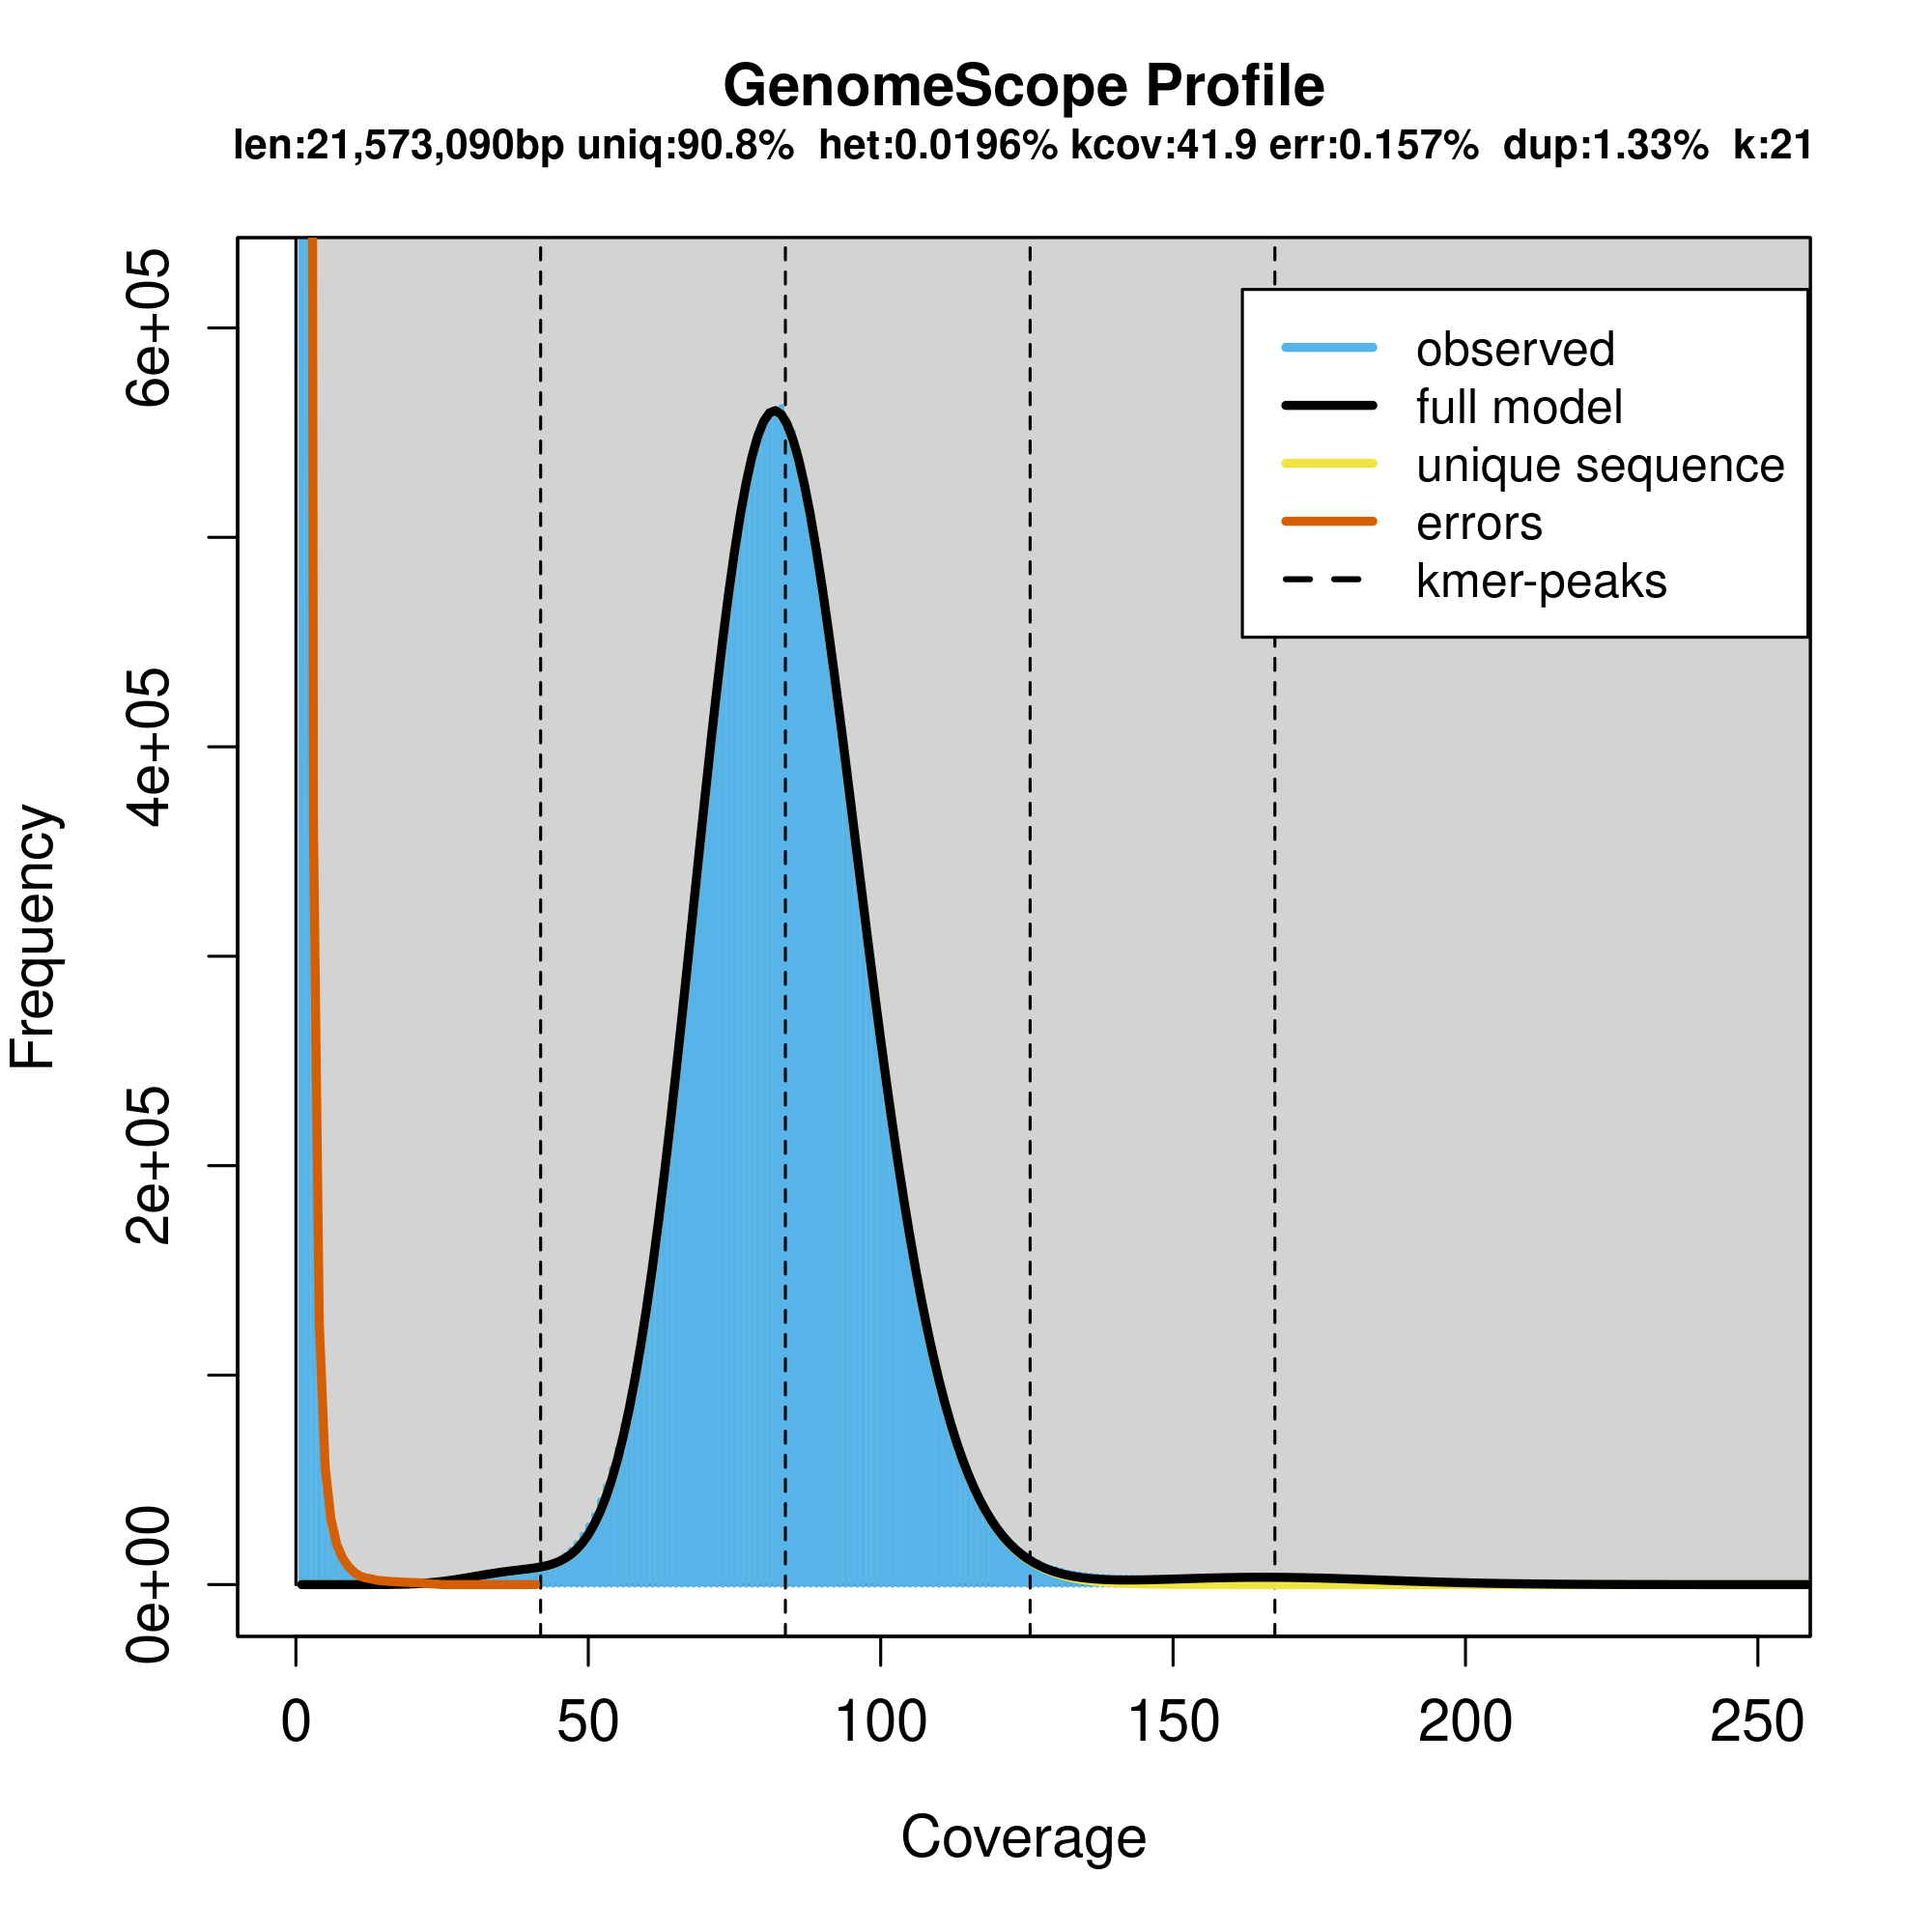 GenomeScope Profile
len:21,573,090bp uniq:90.8% het:0.0196% kcov:41.9 err:0.157% dup:1.33% k:21
observed
full model
unique sequence
errors
kmer-peaks
Frequency
6e+05
4e+05
2e+05
0e+00
0 50 100 150 200 250
Coverage